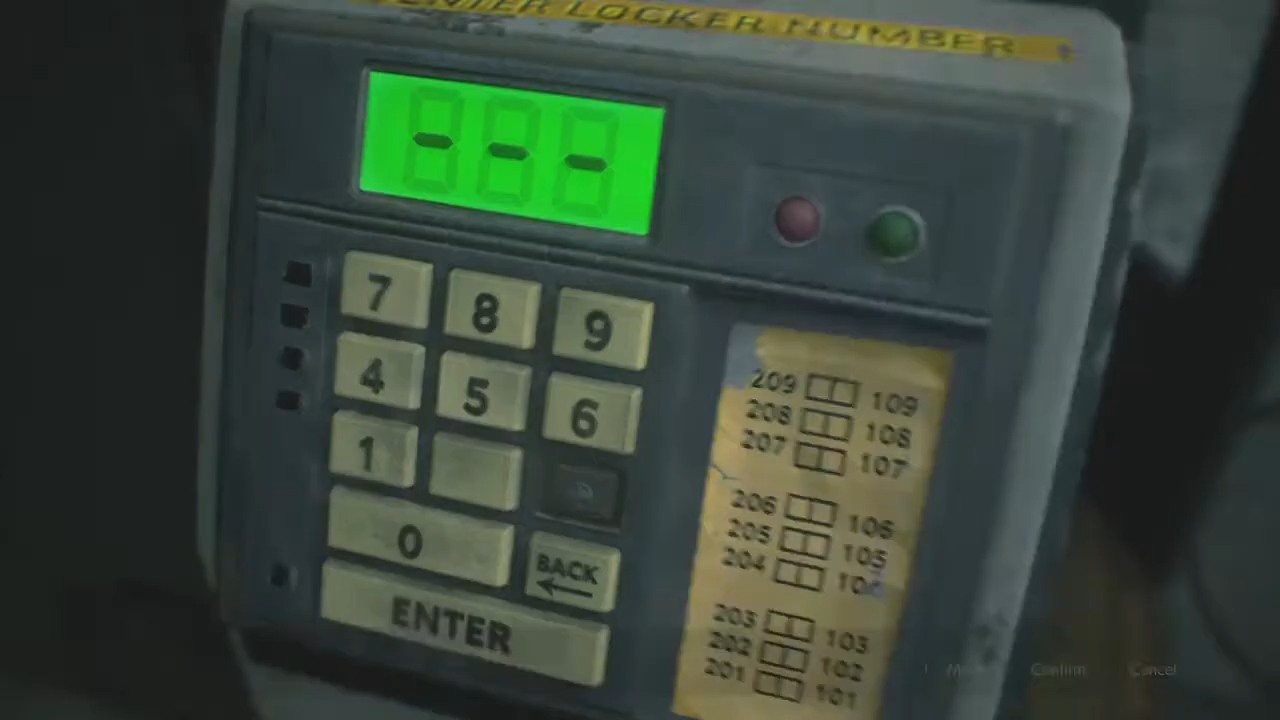 ENTER LOCKER NUMBER
---
7 8 9
4 5 6
1
0
BACK
ENTER
209 109
208 108
207 107
206 106
205 105
204
203 103
202 102
201 101
Confirm Cancel